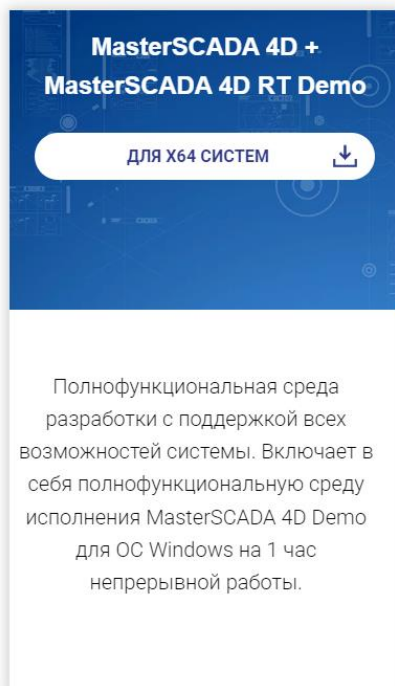 MasterSCADA 4D +
MasterSCADA 4D RT Demo
ДЛЯ X64 СИСТЕМ
Полнофункциональная среда
разработки с поддержкой всех
возможностей системы. Включает в
себя полнофункциональную среду
исполнения MasterSCADA 4D Demo
для ОС Windows на 1 час
непрерывной работы.